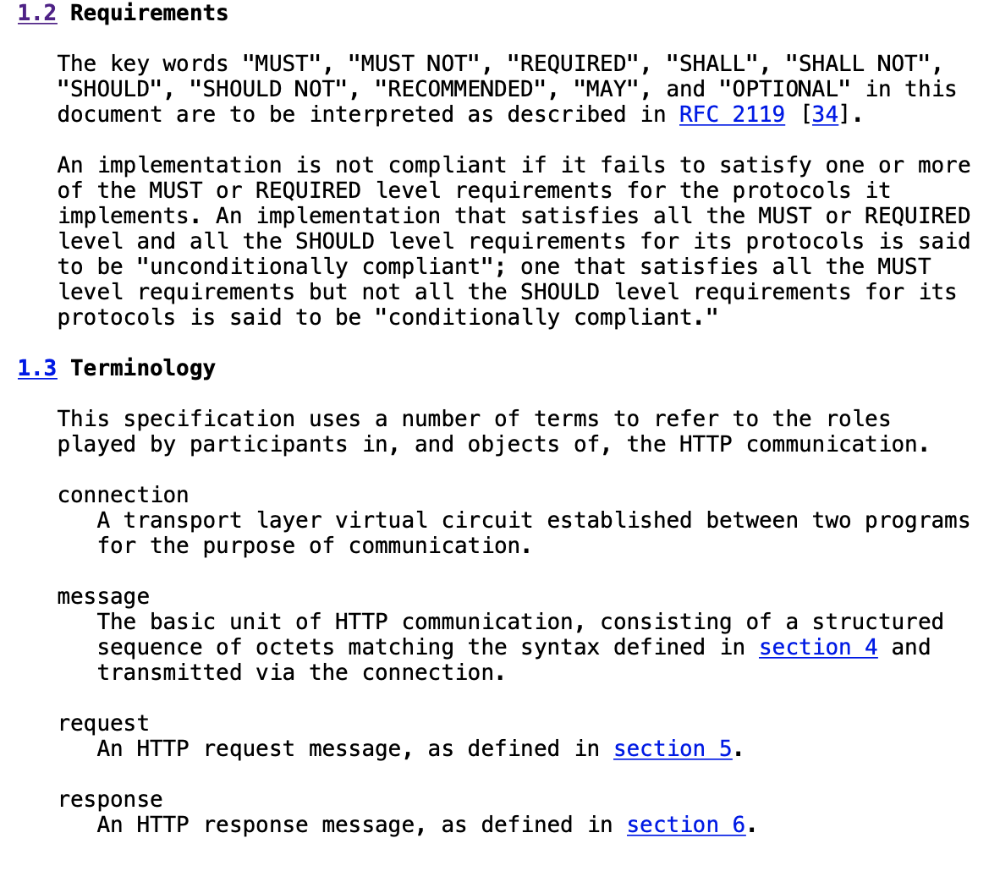 1.2 Requirements
The key words "MUST", "MUST NOT", "REQUIRED", "SHALL", "SHALL NOT",
"SHOULD", "SHOULD NOT", "RECOMMENDED", "MAY", and "OPTIONAL" in this
document are to be interpreted as described in RFC 2119 [34].
An implementation is not compliant if it fails to satisfy one or more
of the MUST or REQUIRED level requirements for the protocols it
implements. An implementation that satisfies all the MUST or REQUIRED
level and all the SHOULD level requirements for its protocols is said
to be "unconditionally compliant"; one that satisfies all the MUST
level requirements but not all the SHOULD level requirements for its
protocols is said to be "conditionally compliant."
1.3 Terminology
This specification uses a number of terms to refer to the roles
played by participants in, and objects of, the HTTP communication.
connection
A transport layer virtual circuit established between two programs
for the purpose of communication.
message
The basic unit of HTTP communication, consisting of a structured
sequence of octets matching the syntax defined in section 4 and
transmitted via the connection.
request
An HTTP request message, as defined in section 5.
response
An HTTP response message, as defined in section 6.